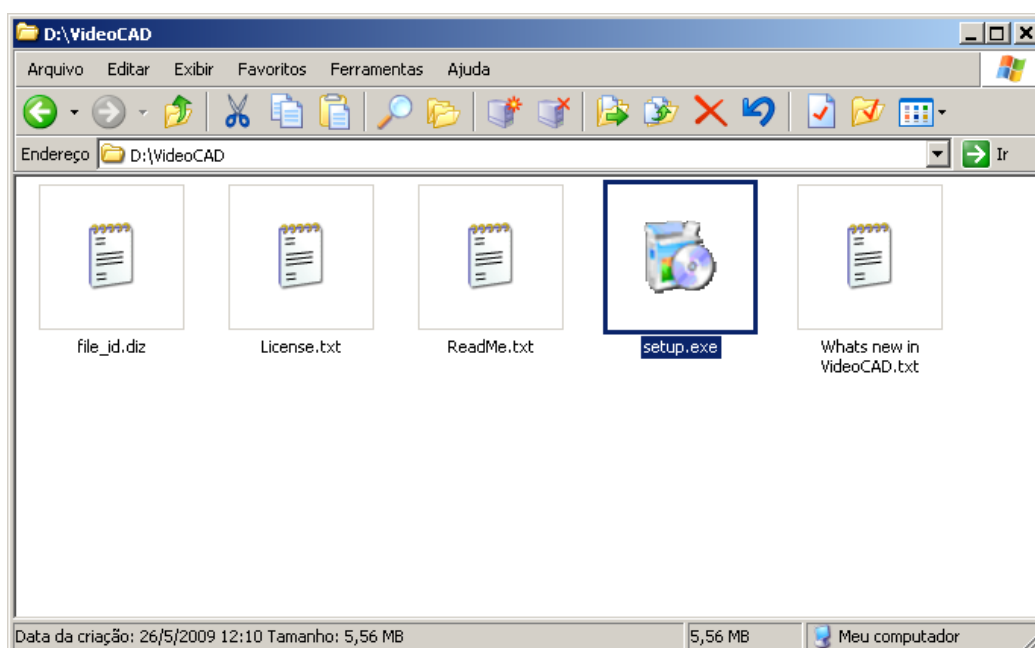 D:\VideoCAD
Arquivo Editar Exibir Favoritos Ferramentas Ajuda
Endereço D:\VideoCAD Ir
file_id.diz
License.txt
ReadMe.txt
setup.exe
Whats new in
VideoCAD.txt
Data da criação: 26/5/2009 12:10 Tamanho: 5,56 MB 5,56 MB Meu computador